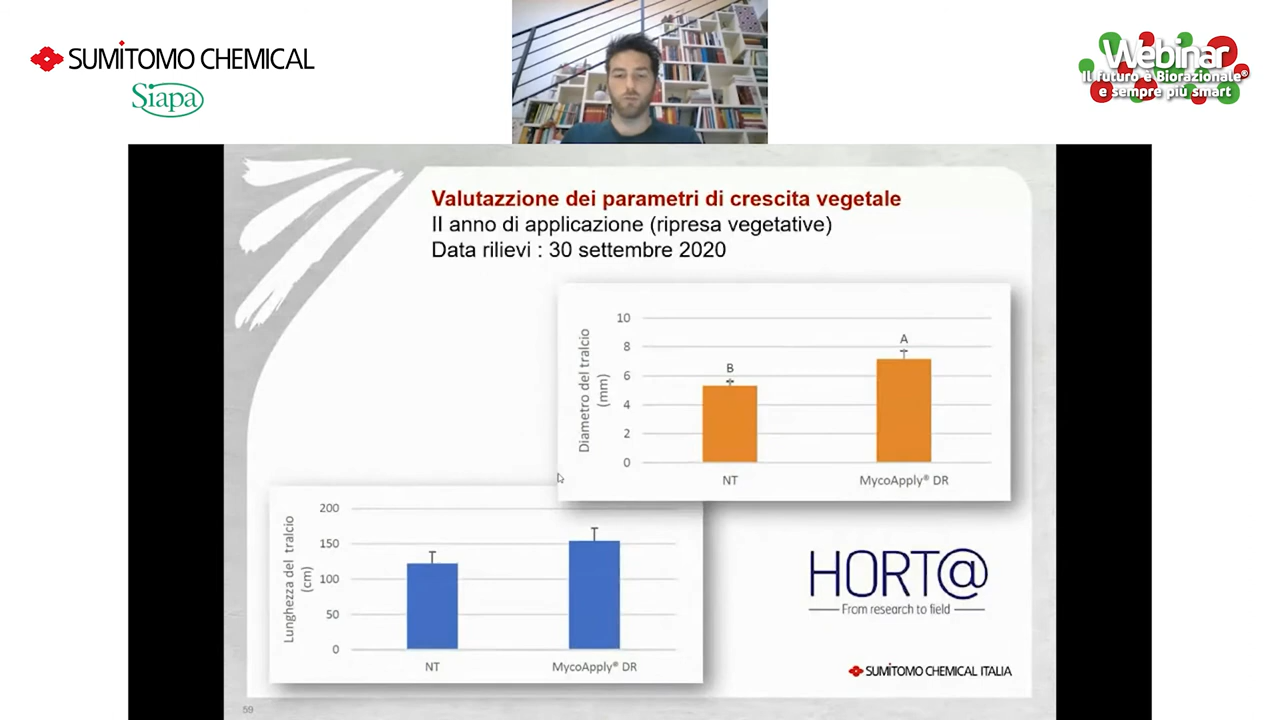 SUMITOMO CHEMICAL
Siapa
Webinar
Il futuro è Biorazionale®
e sempre più smart
Valutazzione dei parametri di crescita vegetale
II anno di applicazione (ripresa vegetative)
Data rilievi : 30 settembre 2020
Diametro del tralcio
(mm)
10
8
6
4
2
0
B
A
NT
MycoApply® DR
Lunghezza del tralcio
(cm)
200
150
100
50
0
NT
MycoApply® DR
HORT@
From research to field
SUMITOMO CHEMICAL ITALIA
59